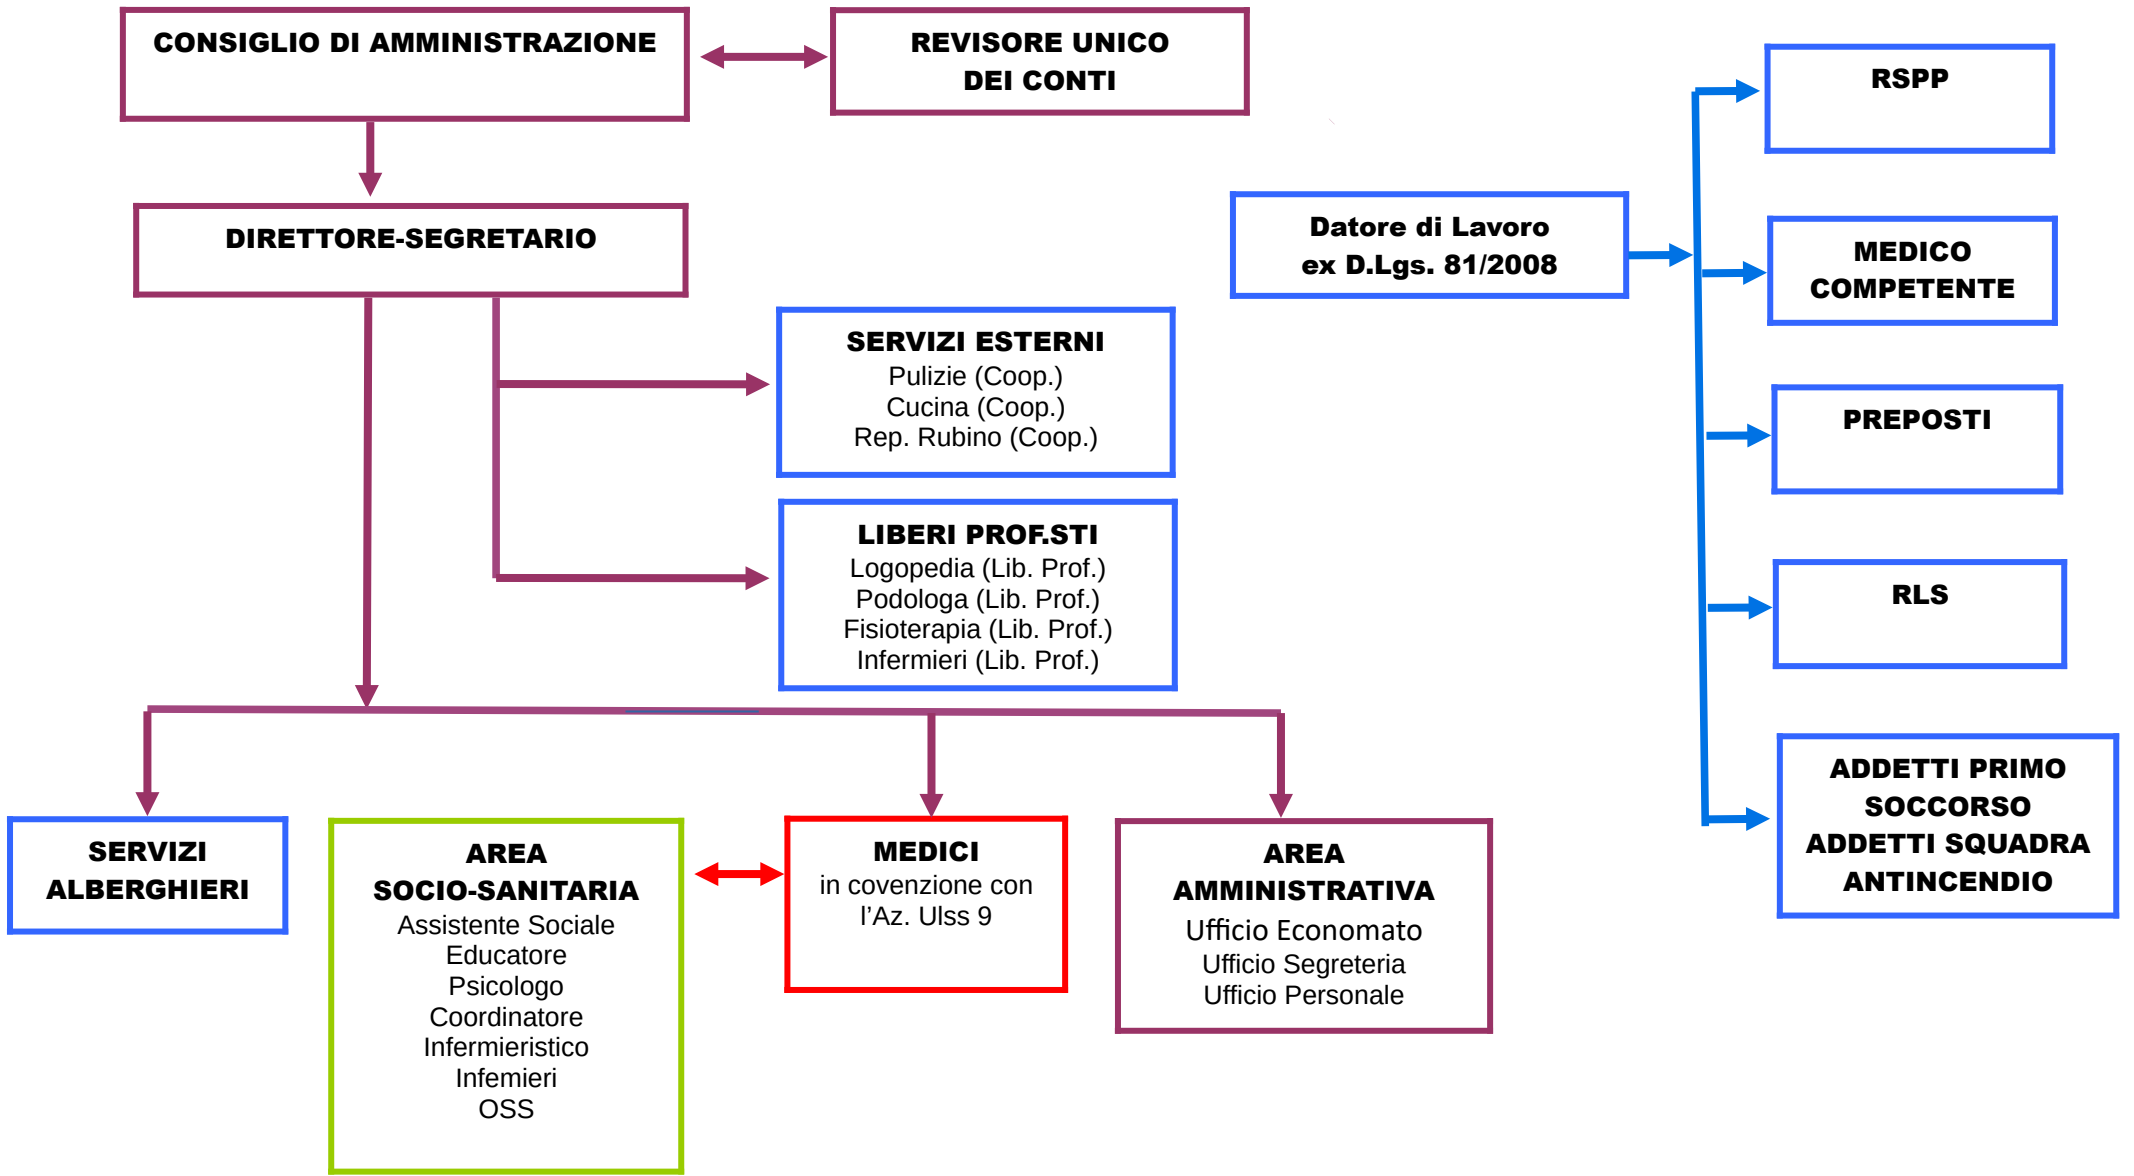 CONSIGLIO DI AMMINISTRAZIONE
REVISORE UNICO
DEI CONTI
DIRETTORE-SEGRETARIO
SERVIZI ESTERNI
Pulizie (Coop.)
Cucina (Coop.)
Rep. Rubino (Coop.)
LIBERI PROF.STI
Logopedia (Lib. Prof.)
Podologa (Lib. Prof.)
Fisioterapia (Lib. Prof.)
Infermieri (Lib. Prof.)
SERVIZI
ALBERGHIERI
AREA
SOCIO-SANITARIA
Assistente Sociale
Educatore
Psicologo
Coordinatore
Infermieristico
Infemieri
OSS
MEDICI
in covenzione con
l’Az. Ulss 9
AREA
AMMINISTRATIVA
Ufficio Economato
Ufficio Segreteria
Ufficio Personale
Datore di Lavoro
ex D.Lgs. 81/2008
RSPP
MEDICO
COMPETENTE
PREPOSTI
RLS
ADDETTI PRIMO
SOCCORSO
ADDETTI SQUADRA
ANTINCENDIO